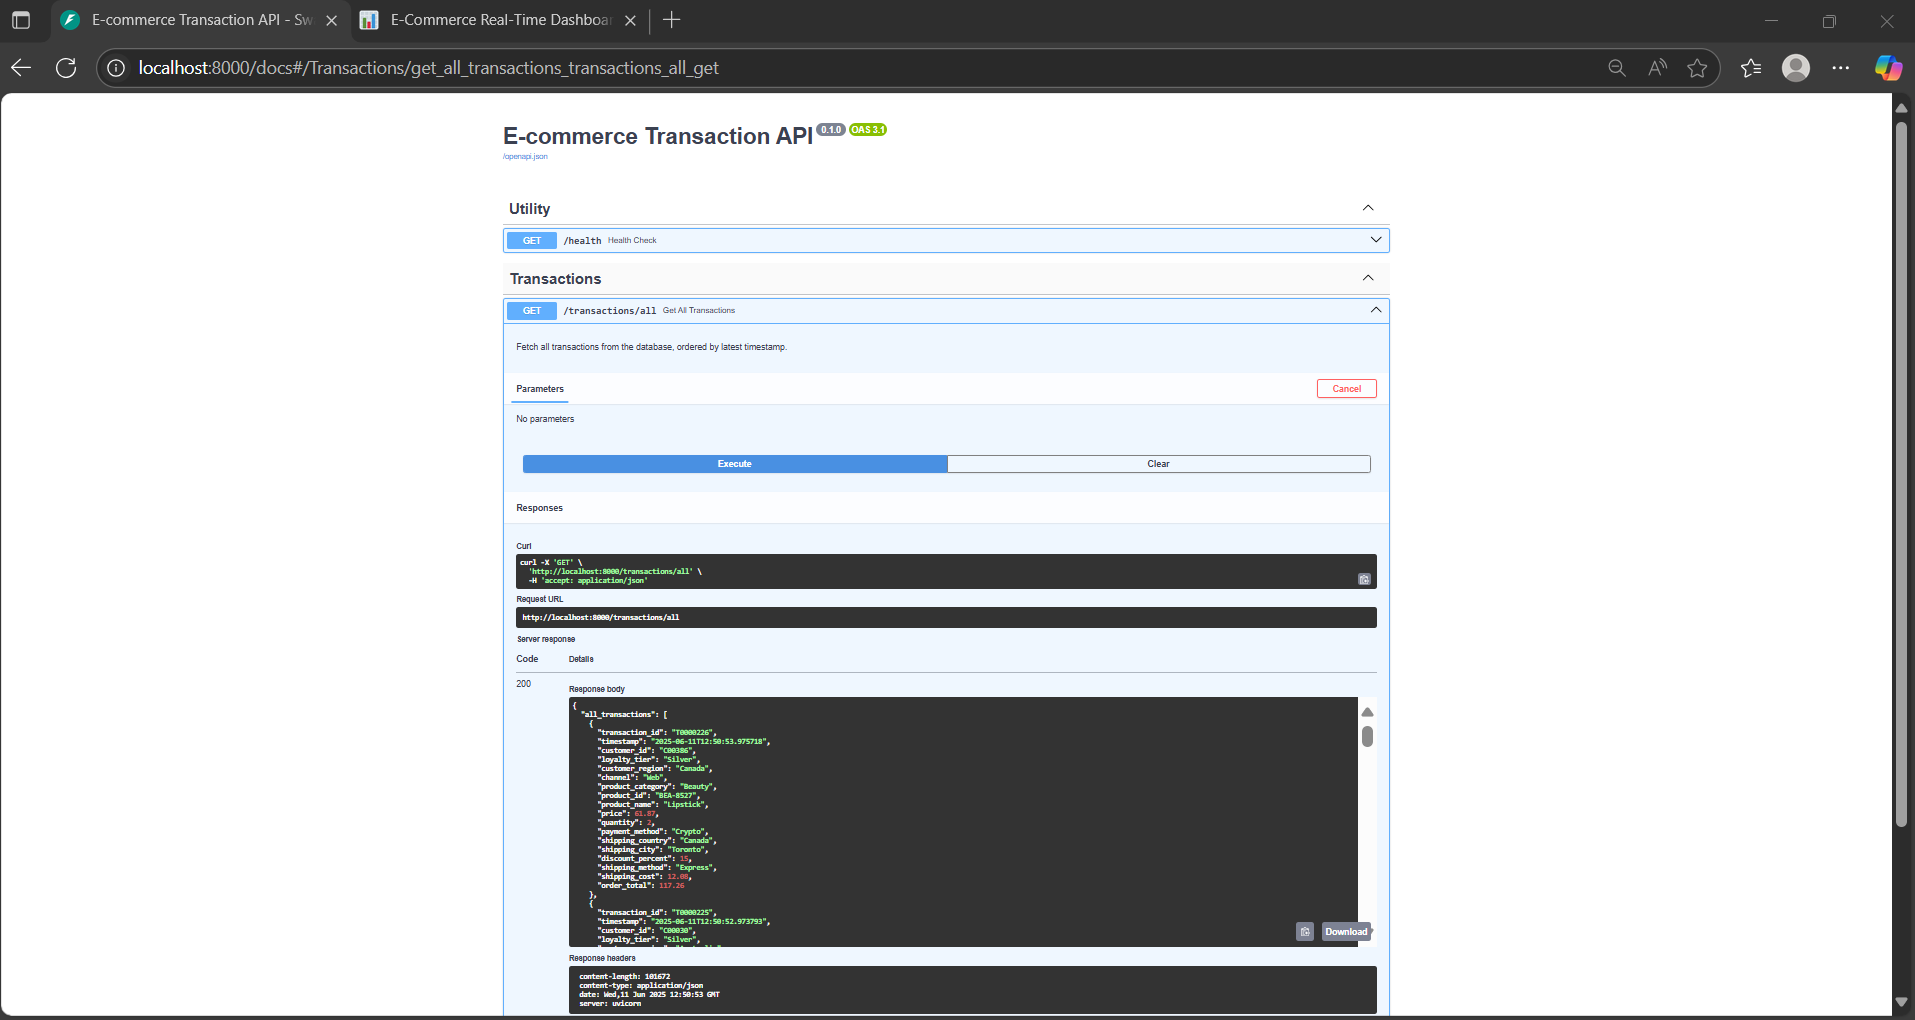 E-commerce Transaction API - Sw
E-Commerce Real-Time Dashboar
localhost:8000/docs#/Transactions/get_all_transactions_transactions_all_get
E-commerce Transaction API 0.1.0 OAS 3.1
/openapi.json
Utility
GET /health Health Check
Transactions
GET /transactions/all Get All Transactions
Fetch all transactions from the database, ordered by latest timestamp.
Parameters
Cancel
No parameters
Execute
Clear
Responses
Curl
curl -X 'GET' \
'http://localhost:8000/transactions/all' \
-H 'accept: application/json'
Request URL
http://localhost:8000/transactions/all
Server response
Code Details
200
Response body
{
"all_transactions": [
{
"transaction_id": "T0000226",
"timestamp": "2025-06-11T12:50:53.975718",
"customer_id": "C00386",
"loyalty_tier": "Silver",
"customer_region": "Canada",
"channel": "Web",
"product_category": "Beauty",
"product_id": "BEA-8527",
"product_name": "Lipstick",
"price": 61.87,
"quantity": 2,
"payment_method": "Crypto",
"shipping_country": "Canada",
"shipping_city": "Toronto",
"discount_percent": 15,
"shipping_method": "Express",
"shipping_cost": 12.08,
"order_total": 117.26
},
{
"transaction_id": "T0000225",
"timestamp": "2025-06-11T12:50:52.973793",
"customer_id": "C00030",
"loyalty_tier": "Silver",
Download
Response headers
content-length: 101672
content-type: application/json
date: Wed,11 Jun 2025 12:50:53 GMT
server: uvicorn